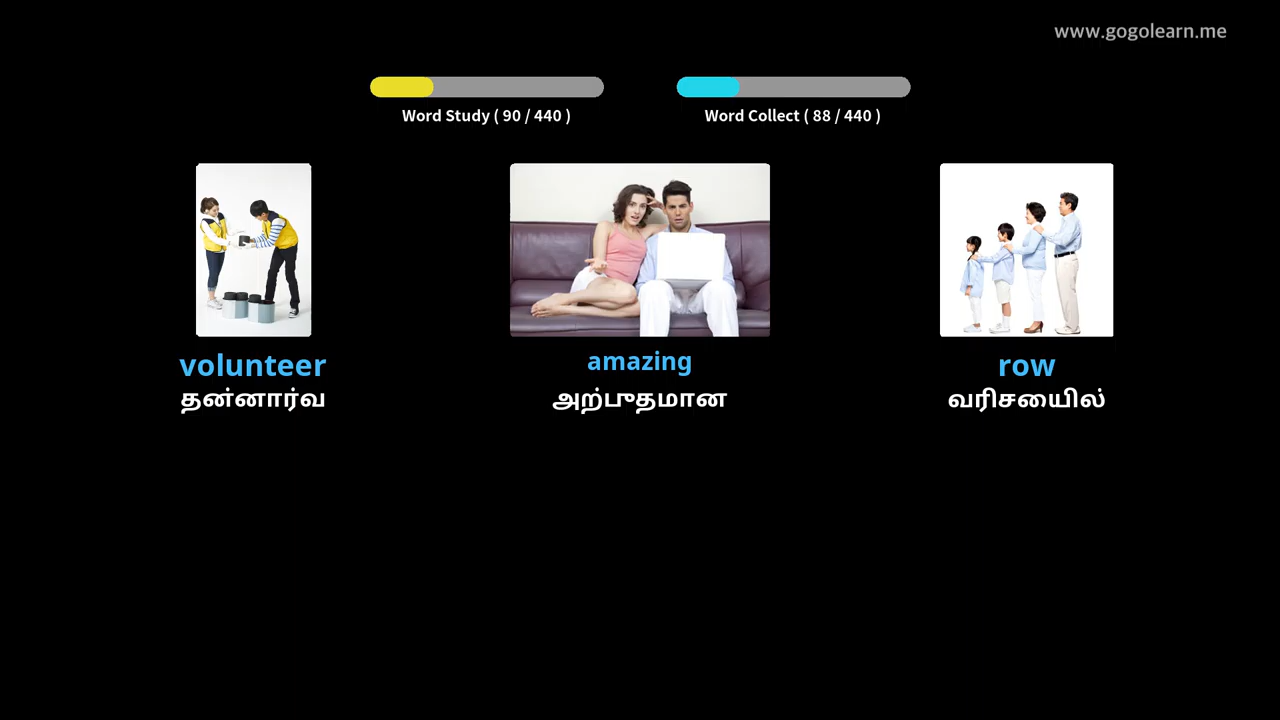 www.gogolearn.me
Word Study ( 90 / 440 )
Word Collect ( 88 / 440 )
volunteer
தன்னார்வ
amazing
அற்புதமான
row
வரிசையில்